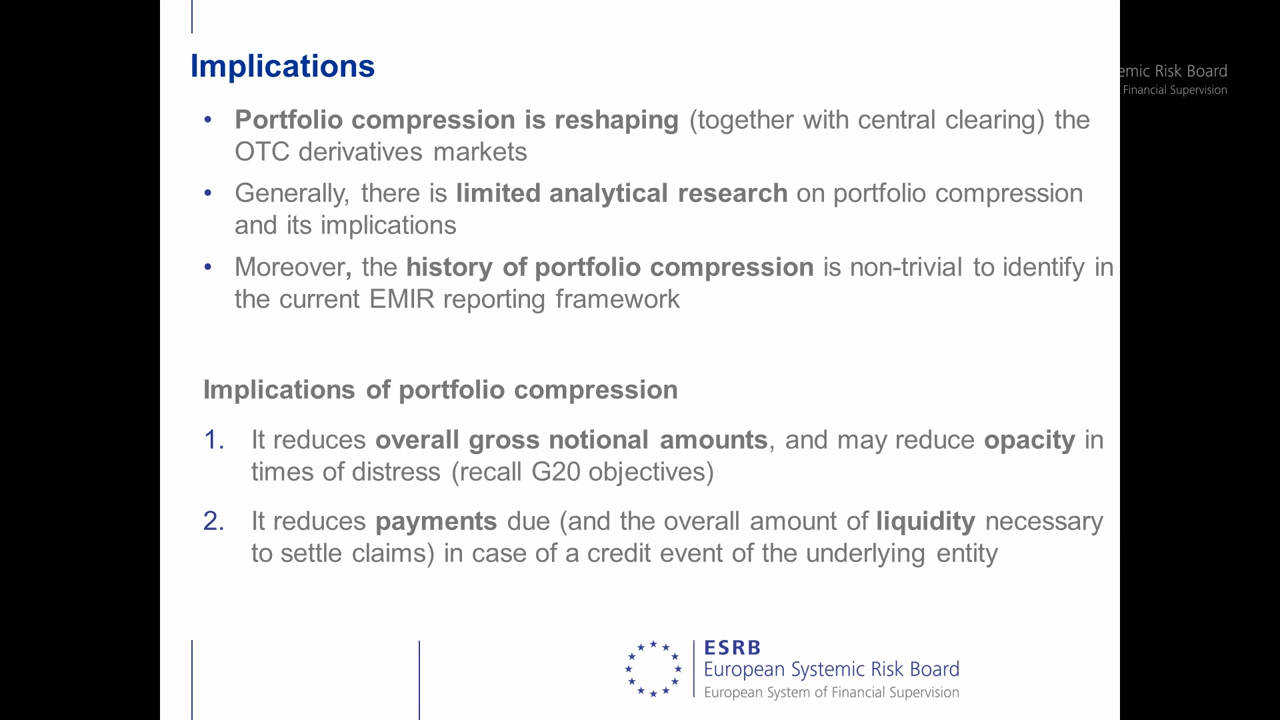 Implications
emic Risk Board
Financial Supervision
• Portfolio compression is reshaping (together with central clearing) the
OTC derivatives markets
• Generally, there is limited analytical research on portfolio compression
and its implications
• Moreover, the history of portfolio compression is non-trivial to identify in
the current EMIR reporting framework
Implications of portfolio compression
1. It reduces overall gross notional amounts, and may reduce opacity in
times of distress (recall G20 objectives)
2. It reduces payments due (and the overall amount of liquidity necessary
to settle claims) in case of a credit event of the underlying entity
ESRB
European Systemic Risk Board
European System of Financial Supervision